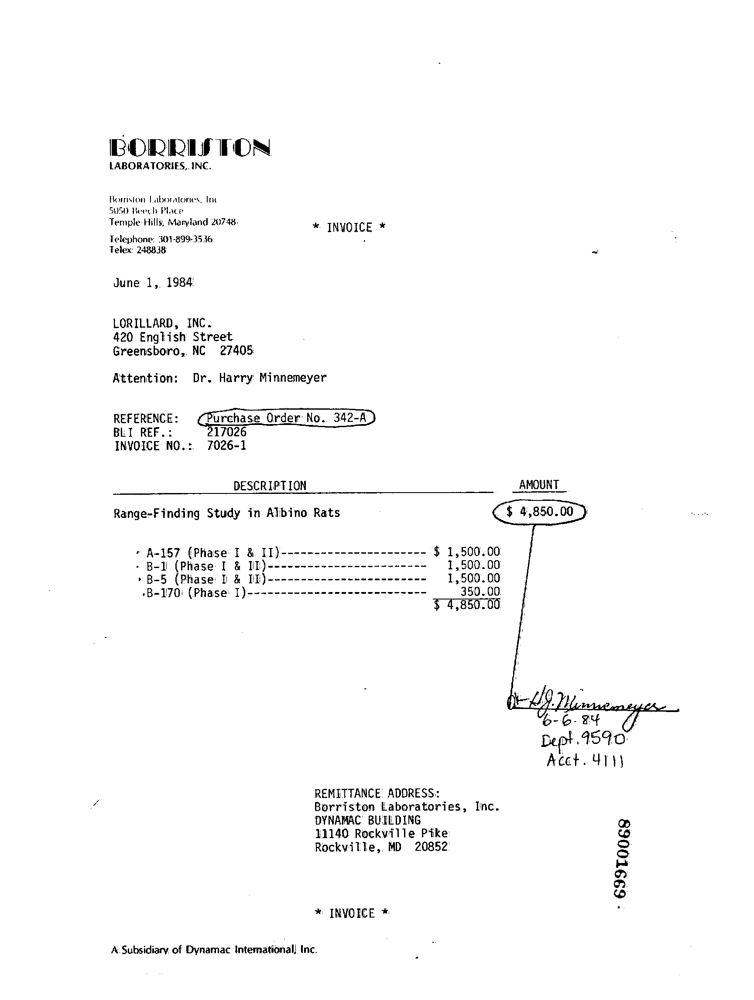 BORRISTON
LABORATORIES, INC.
Borriston Laboratories, Inc.
5050 Beech Place
Temple Hills, Maryland 20748
Telephone: 301-899-3536
Telex: 248838
* INVOICE *
June 1, 1984
LORILLARD, INC.
420 English Street
Greensboro, NC 27405
Attention: Dr. Harry Minnemeyer
REFERENCE: Purchase Order No. 342-A
BLI REF.: 217026
INVOICE NO.: 7026-1
DESCRIPTION AMOUNT
Range-Finding Study in Albino Rats $ 4,850.00
A-157 (Phase I & II)---------------------- $ 1,500.00
B-1 (Phase I & II)------------------------ 1,500.00
B-5 (Phase I & II)------------------------ 1,500.00
B-170 (Phase I)--------------------------- 350.00
$ 4,850.00
H.J. Minnemeyer
6-6-84
Dept. 9590
Acct. 4111
REMITTANCE ADDRESS:
Borriston Laboratories, Inc.
DYNAMAC BUILDING
11140 Rockville Pike
Rockville, MD 20852
89001669
* INVOICE *
A Subsidiary of Dynamac International, Inc.